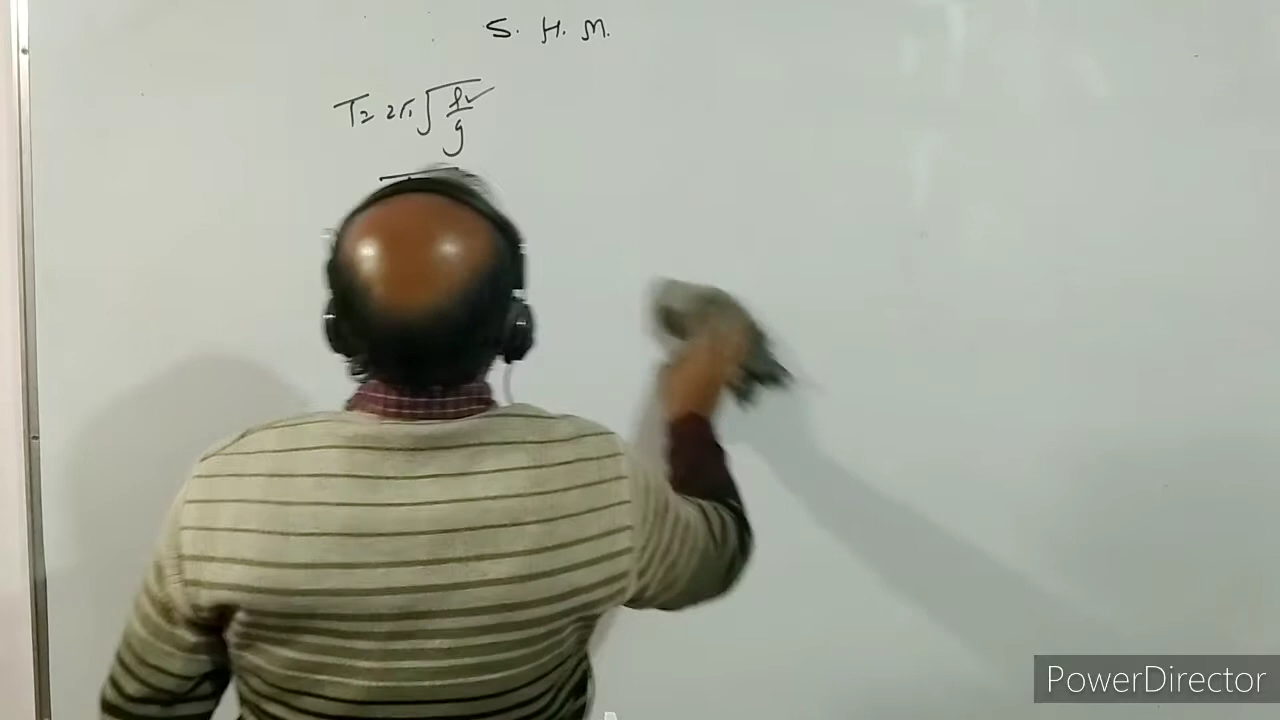 S. H. M.
T = 2π √(l/g)
PowerDirector